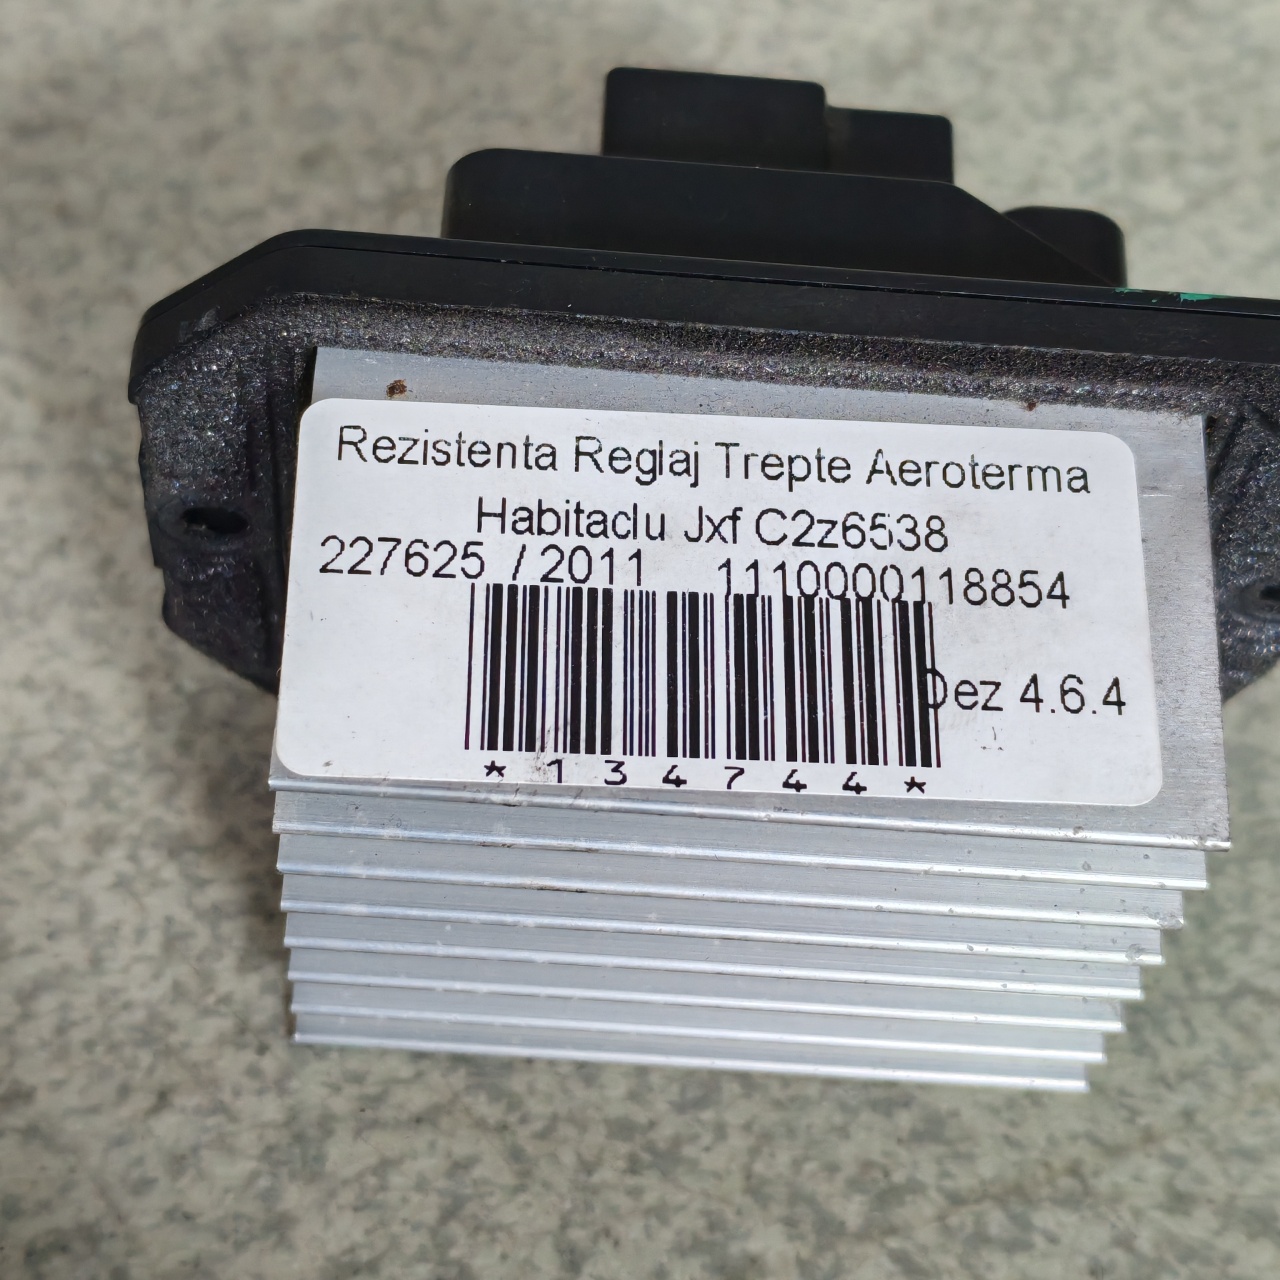 Rezistenta Reglaj Trepte Aeroterma
Habitaclu Jxf C2z6538
227625 / 2011 1110000118854
Dez 4.6.4
*134744*